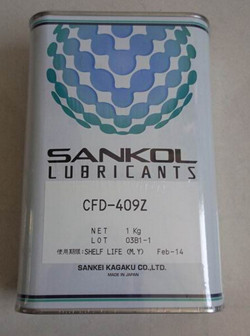 SANKOL
LUBRICANTS
CFD-409Z
NET 1 Kg
LOT 03B1-1
使用期限:SHELF LIFE (M,Y) Feb-14
SANKEI KAGAKU CO.,LTD.
MADE IN JAPAN